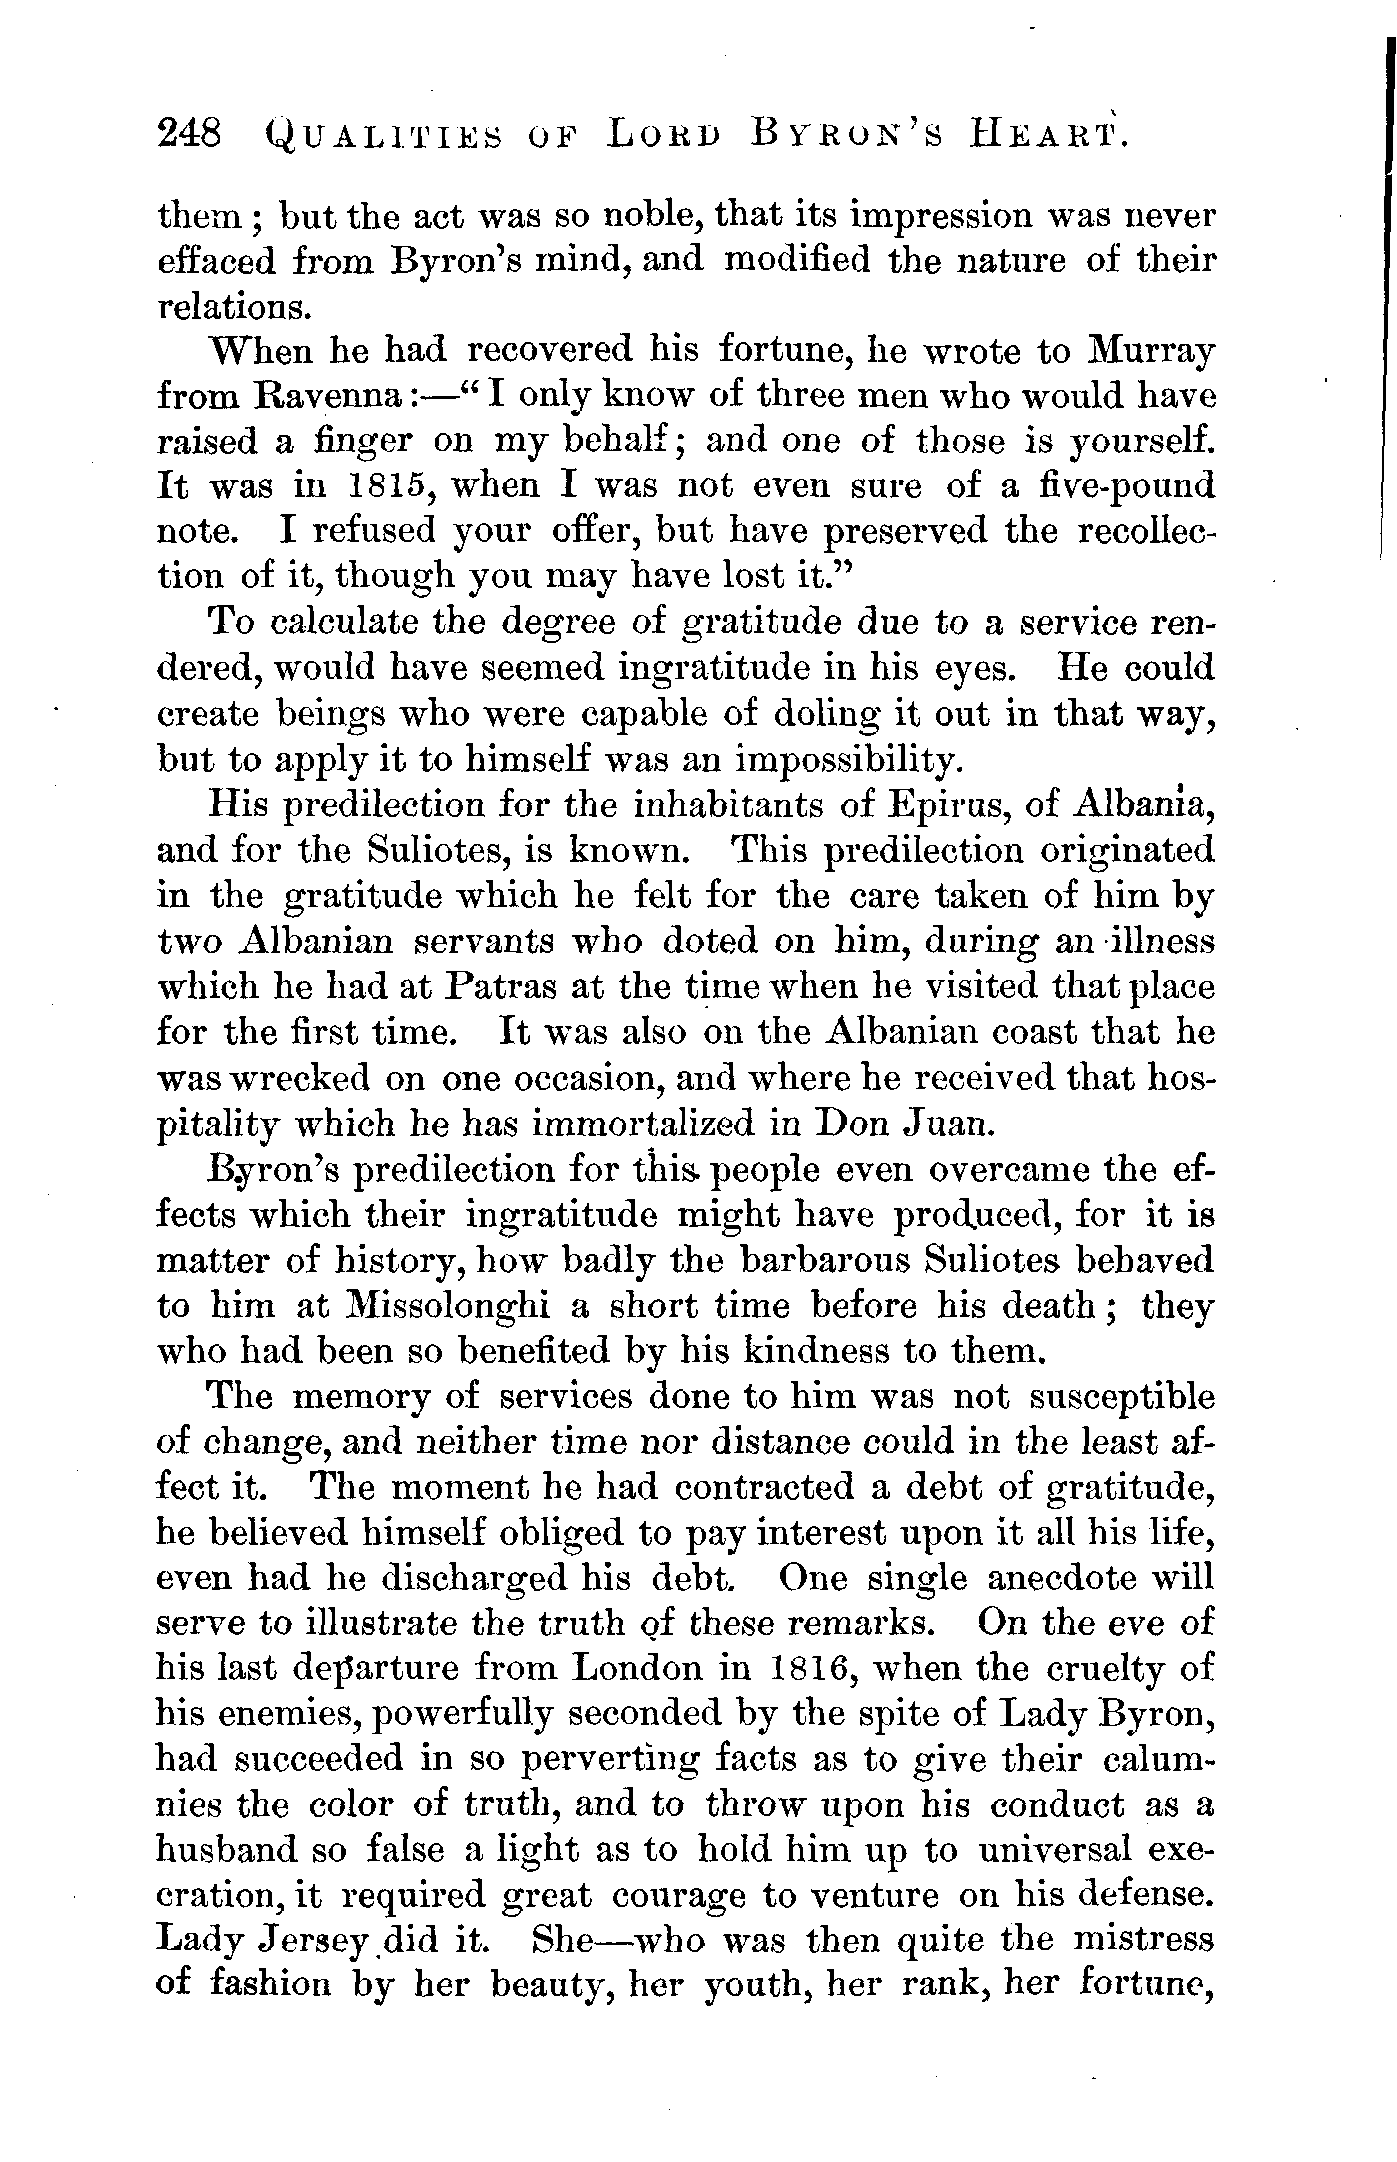 248 QUALITIES OF LORD BYRON'S HEART.
them ; but the act was so noble, that its impression was never
effaced from Byron's mind, and modified the nature of their
relations.
When he had recovered his fortune, he wrote to Murray
from Ravenna :—" I only know of three men who would have
raised a finger on my behalf ; and one of those is yourself.
It was in 1815, when I was not even sure of a five-pound
note. I refused your offer, but have preserved the recollec-
tion of it, though you may have lost it."
To calculate the degree of gratitude due to a service ren-
dered, would have seemed ingratitude in his eyes. He could
create beings who were capable of doling it out in that way,
but to apply it to himself was an impossibility.
His predilection for the inhabitants of Epirus, of Albania,
and for the Suliotes, is known. This predilection originated
in the gratitude which he felt for the care taken of him by
two Albanian servants who doted on him, during an illness
which he had at Patras at the time when he visited that place
for the first time. It was also on the Albanian coast that he
was wrecked on one occasion, and where he received that hos-
pitality which he has immortalized in Don Juan.
Byron's predilection for this people even overcame the ef-
fects which their ingratitude might have produced, for it is
matter of history, how badly the barbarous Suliotes behaved
to him at Missolonghi a short time before his death ; they
who had been so benefited by his kindness to them.
The memory of services done to him was not susceptible
of change, and neither time nor distance could in the least af-
fect it. The moment he had contracted a debt of gratitude,
he believed himself obliged to pay interest upon it all his life,
even had he discharged his debt. One single anecdote will
serve to illustrate the truth of these remarks. On the eve of
his last departure from London in 1816, when the cruelty of
his enemies, powerfully seconded by the spite of Lady Byron,
had succeeded in so perverting facts as to give their calum-
nies the color of truth, and to throw upon his conduct as a
husband so false a light as to hold him up to universal exe-
cration, it required great courage to venture on his defense.
Lady Jersey did it. She—who was then quite the mistress
of fashion by her beauty, her youth, her rank, her fortune,